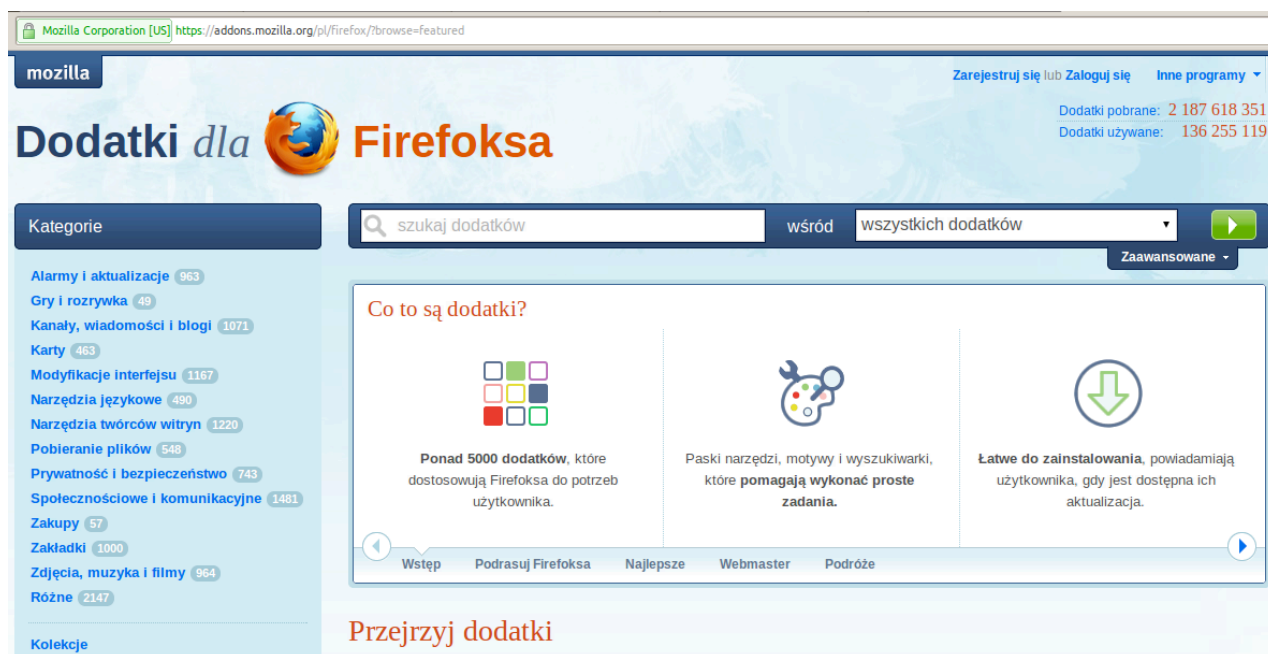 Mozilla Corporation [US] https://addons.mozilla.org/pl/firefox/?browse=featured
mozilla
Zarejestruj się lub Zaloguj się Inne programy
Dodatki pobrane: 2 187 618 351
Dodatki używane: 136 255 119
Dodatki dla Firefoksa
Kategorie
szukaj dodatków wśród wszystkich dodatków
Zaawansowane
Alarmy i aktualizacje 963
Gry i rozrywka 49
Kanały, wiadomości i blogi 1071
Karty 463
Modyfikacje interfejsu 1167
Narzędzia językowe 490
Narzędzia twórców witryn 1220
Pobieranie plików 548
Prywatność i bezpieczeństwo 743
Społecznościowe i komunikacyjne 1481
Zakupy 57
Zakładki 1000
Zdjęcia, muzyka i filmy 964
Różne 2147
Kolekcje
Co to są dodatki?
Ponad 5000 dodatków, które
dostosowują Firefoksa do potrzeb
użytkownika.
Paski narzędzi, motywy i wyszukiwarki,
które pomagają wykonać proste
zadania.
Łatwe do zainstalowania, powiadamiają
użytkownika, gdy jest dostępna ich
aktualizacja.
Wstęp Podrasuj Firefoksa Najlepsze Webmaster Podróże
Przejrzyj dodatki